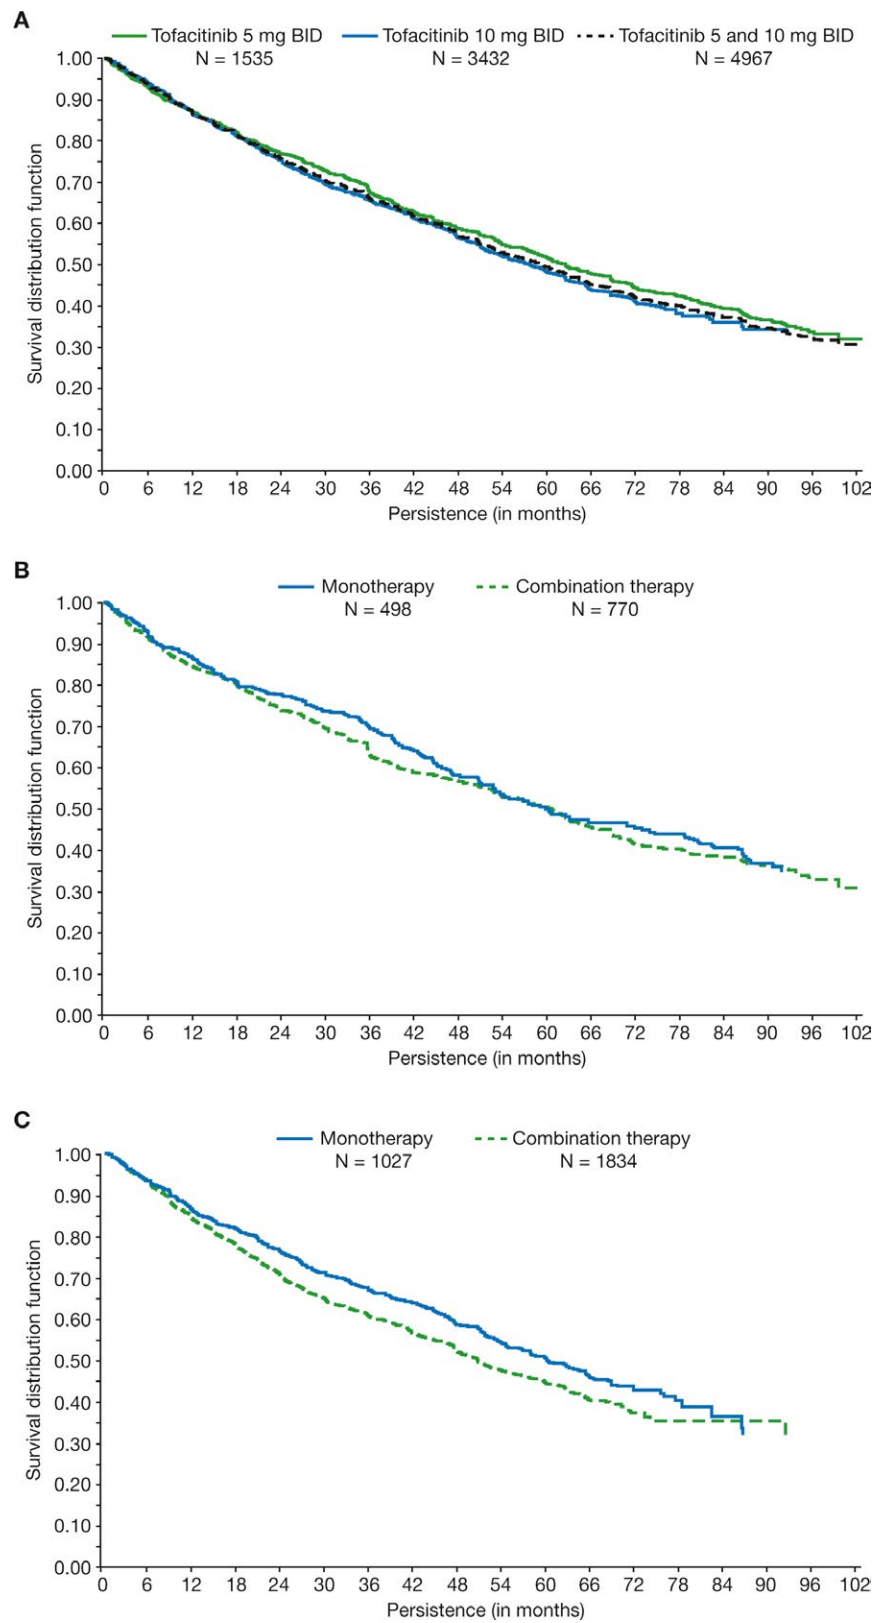 A
Tofacitinib 5 mg BID Tofacitinib 10 mg BID Tofacitinib 5 and 10 mg BID
N = 1535 N = 3432 N = 4967
Survival distribution function
1.00
0.90
0.80
0.70
0.60
0.50
0.40
0.30
0.20
0.10
0.00
0 6 12 18 24 30 36 42 48 54 60 66 72 78 84 90 96 102
Persistence (in months)
B
Monotherapy Combination therapy
N = 498 N = 770
Survival distribution function
1.00
0.90
0.80
0.70
0.60
0.50
0.40
0.30
0.20
0.10
0.00
0 6 12 18 24 30 36 42 48 54 60 66 72 78 84 90 96 102
Persistence (in months)
C
Monotherapy Combination therapy
N = 1027 N = 1834
Survival distribution function
1.00
0.90
0.80
0.70
0.60
0.50
0.40
0.30
0.20
0.10
0.00
0 6 12 18 24 30 36 42 48 54 60 66 72 78 84 90 96 102
Persistence (in months)